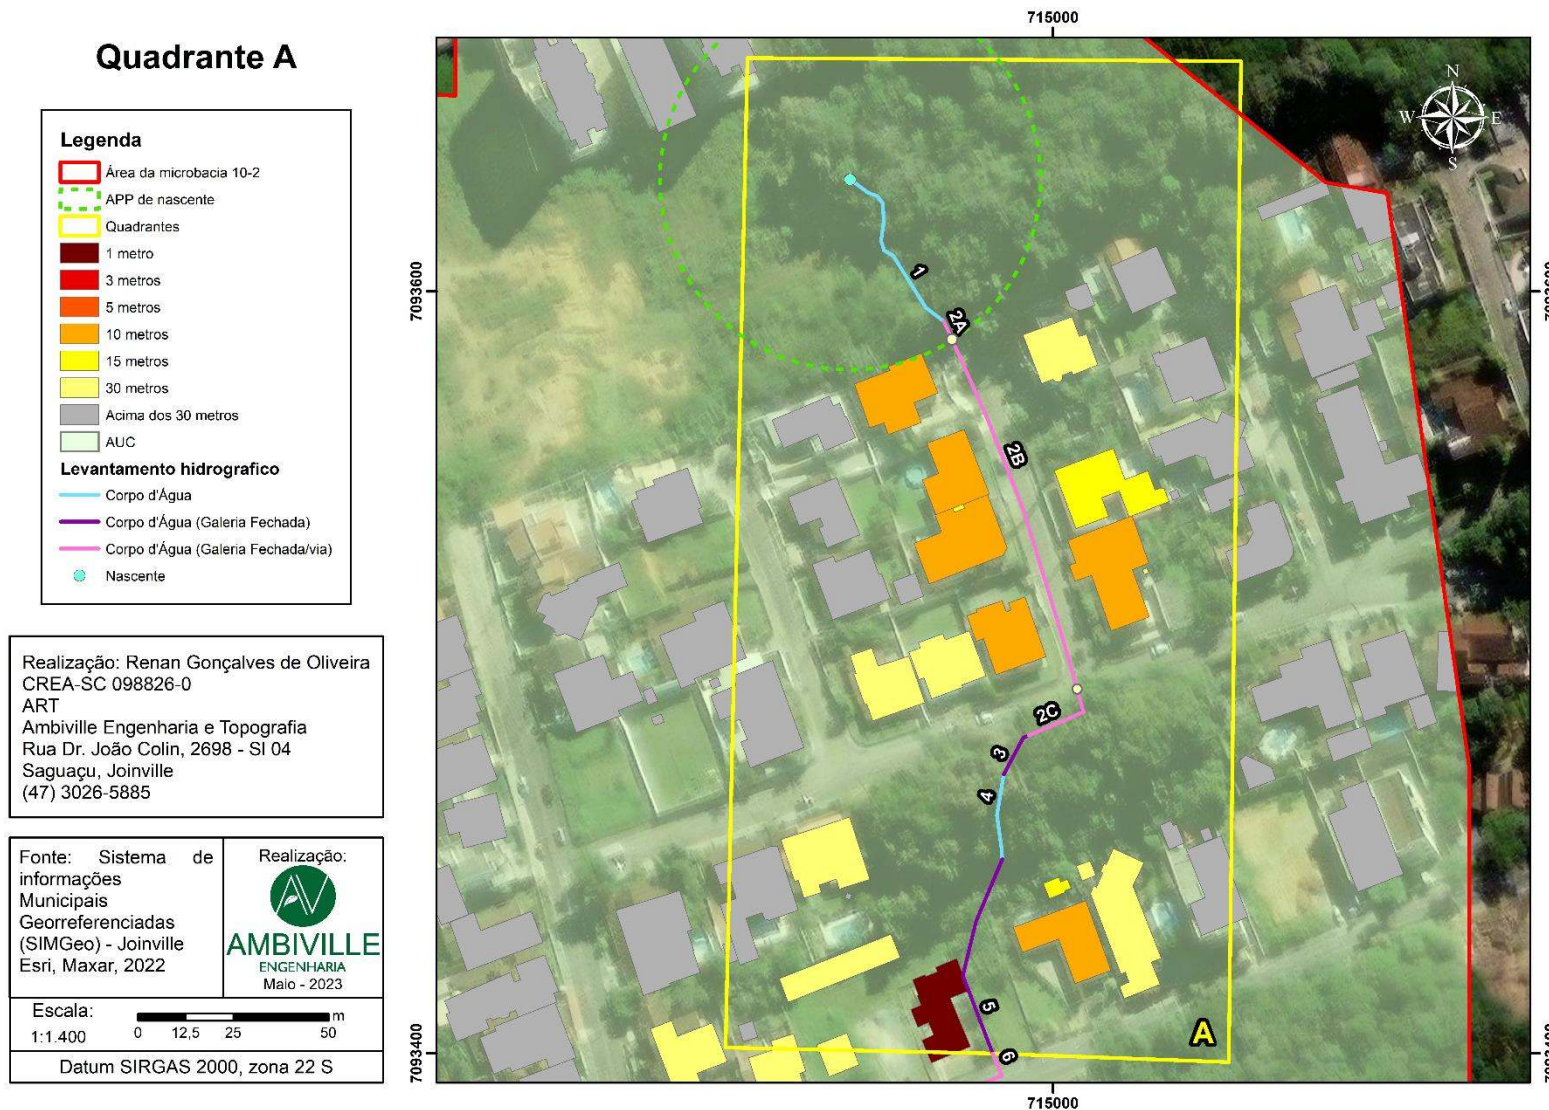 Quadrante A
Legenda
Área da microbacia 10-2
APP de nascente
Quadrantes
1 metro
3 metros
5 metros
10 metros
15 metros
30 metros
Acima dos 30 metros
AUC
Levantamento hidrografico
Corpo d'Água
Corpo d'Água (Galeria Fechada)
Corpo d'Água (Galeria Fechada/via)
Nascente
Realização: Renan Gonçalves de Oliveira
CREA-SC 098826-0
ART
Ambiville Engenharia e Topografia
Rua Dr. João Colin, 2698 - Sl 04
Saguaçu, Joinville
(47) 3026-5885
Fonte: Sistema de
informações
Municipais
Georreferenciadas
(SIMGeo) - Joinville
Esri, Maxar, 2022
Realização:
AV
AMBIVILLE
ENGENHARIA
Maio - 2023
Escala:
1:1.400
0 12,5 25 50 m
Datum SIRGAS 2000, zona 22 S
715000
N
W E
S
7093600
7093600
1
2A
2B
2C
3
4
5
6
A
7093400
7093400
715000